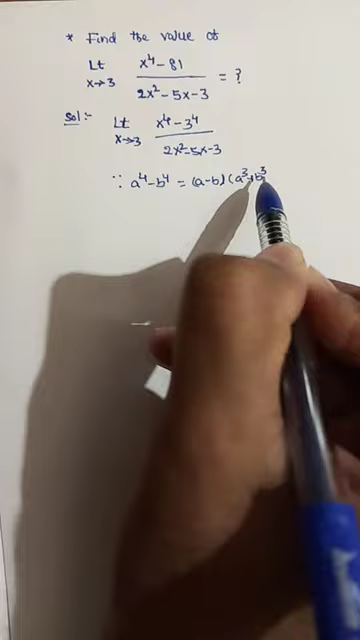 * Find the value of
Lt x→3 x⁴ - 81 / 2x² - 5x - 3 = ?
Sol:- Lt x→3 x⁴ - 3⁴ / 2x² - 5x - 3
∵ a⁴ - b⁴ = (a-b) (a³ + b³